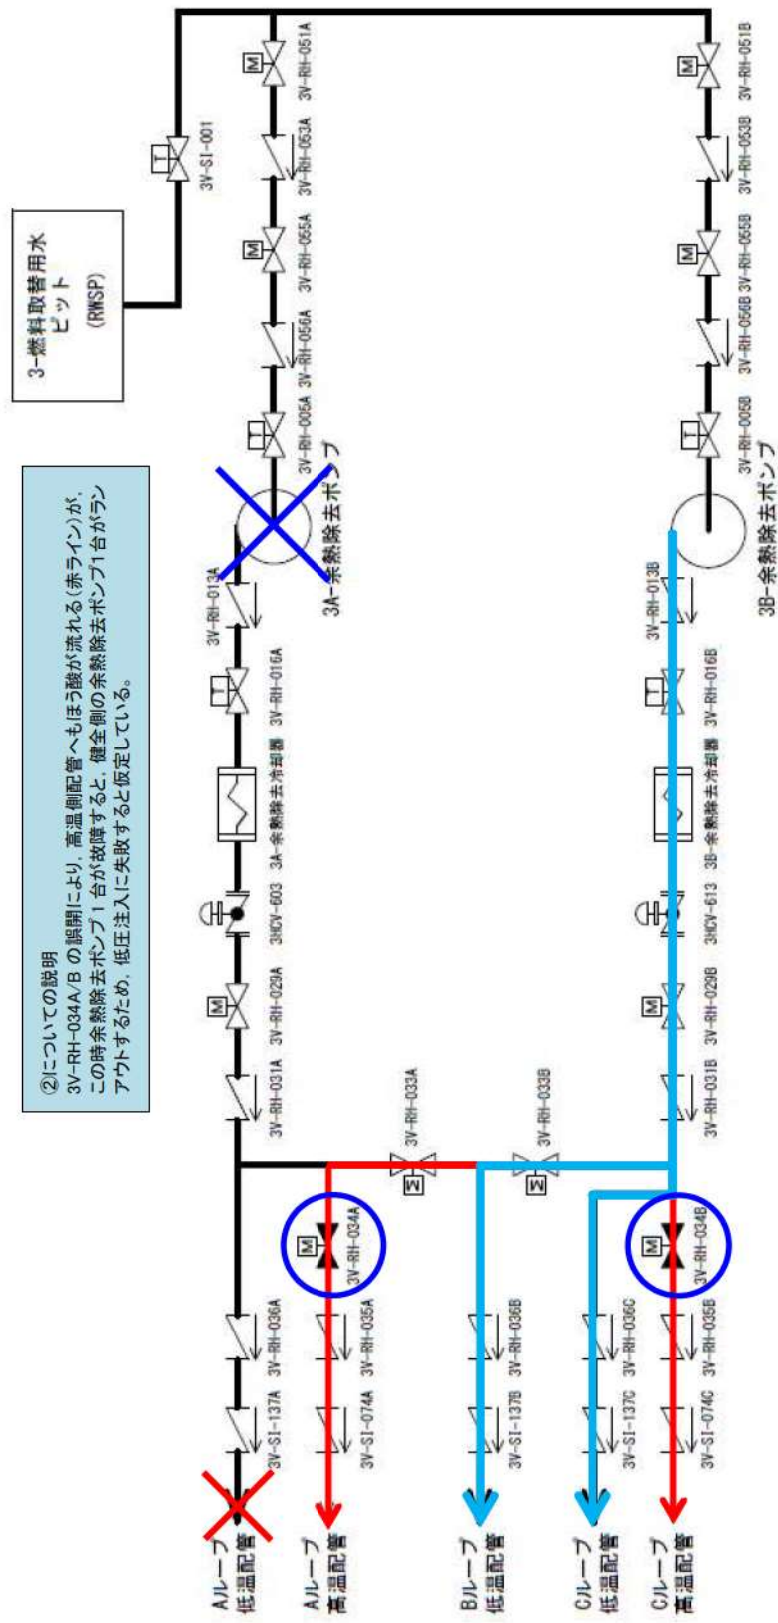 ②についての説明
3V-RH-034A/B の誤開により，高温側配管へもほう酸が流れる（赤ライン）が，
この時余熱除去ポンプ１台が故障すると，健全側の余熱除去ポンプ1台がラン
アウトするため，低圧注入に失敗すると仮定している。
3-燃料取替用水
ピット
(RWSP)
T
3V-SI-001
Aループ
低温配管
3V-SI-137A
3V-RH-036A
3V-RH-031A
M
3V-RH-029A
3HCV-603
3A-余熱除去冷却器
T
3V-RH-016A
3V-RH-013A
3A-余熱除去ポンプ
T
3V-RH-005A
3V-RH-056A
M
3V-RH-055A
3V-RH-053A
M
3V-RH-051A
Aループ
高温配管
3V-SI-074A
3V-RH-035A
M
3V-RH-034A
M
3V-RH-033A
Bループ
低温配管
3V-SI-137B
3V-RH-036B
M
3V-RH-033B
Cループ
低温配管
3V-SI-137C
3V-RH-036C
Cループ
高温配管
3V-SI-074C
3V-RH-035B
M
3V-RH-034B
3V-RH-031B
M
3V-RH-029B
3HCV-613
3B-余熱除去冷却器
T
3V-RH-016B
3V-RH-013B
3B-余熱除去ポンプ
T
3V-RH-005B
3V-RH-056B
M
3V-RH-055B
3V-RH-053B
M
3V-RH-051B